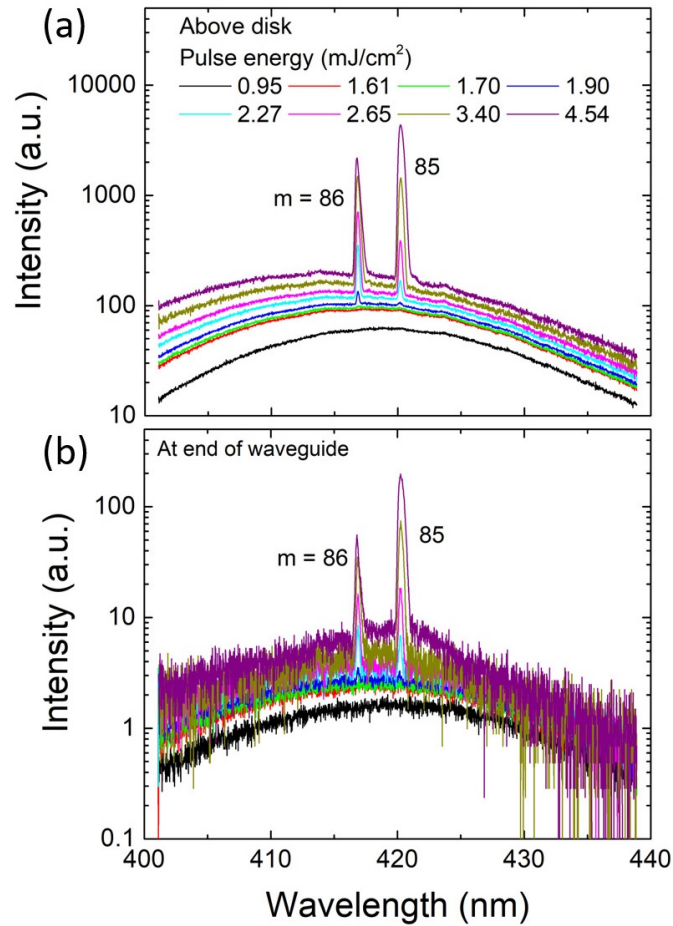 (a)
Above disk
Pulse energy (mJ/cm²)
0.95 1.61 1.70 1.90
2.27 2.65 3.40 4.54
m = 86
85
10000
1000
100
10
Intensity (a.u.)
(b)
At end of waveguide
m = 86
85
100
10
1
0.1
Intensity (a.u.)
400 410 420 430 440
Wavelength (nm)